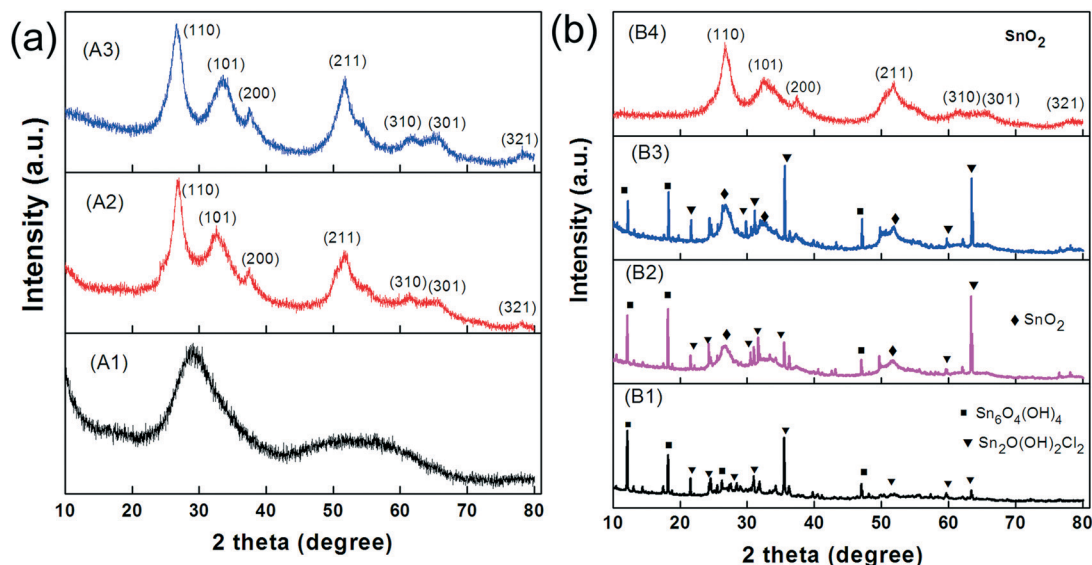 (a)
(A3)
(110)
(101)
(200)
(211)
(310)
(301)
(321)
(A2)
(110)
(101)
(200)
(211)
(310)
(301)
(321)
(A1)
Intensity (a.u.)
10 20 30 40 50 60 70 80
2 theta (degree)
(b)
(B4)
SnO2
(110)
(101)
(200)
(211)
(310)
(301)
(321)
(B3)
(B2)
♦ SnO2
(B1)
■ Sn6O4(OH)4
▼ Sn2O(OH)2Cl2
Intensity (a.u.)
10 20 30 40 50 60 70 80
2 theta (degree)